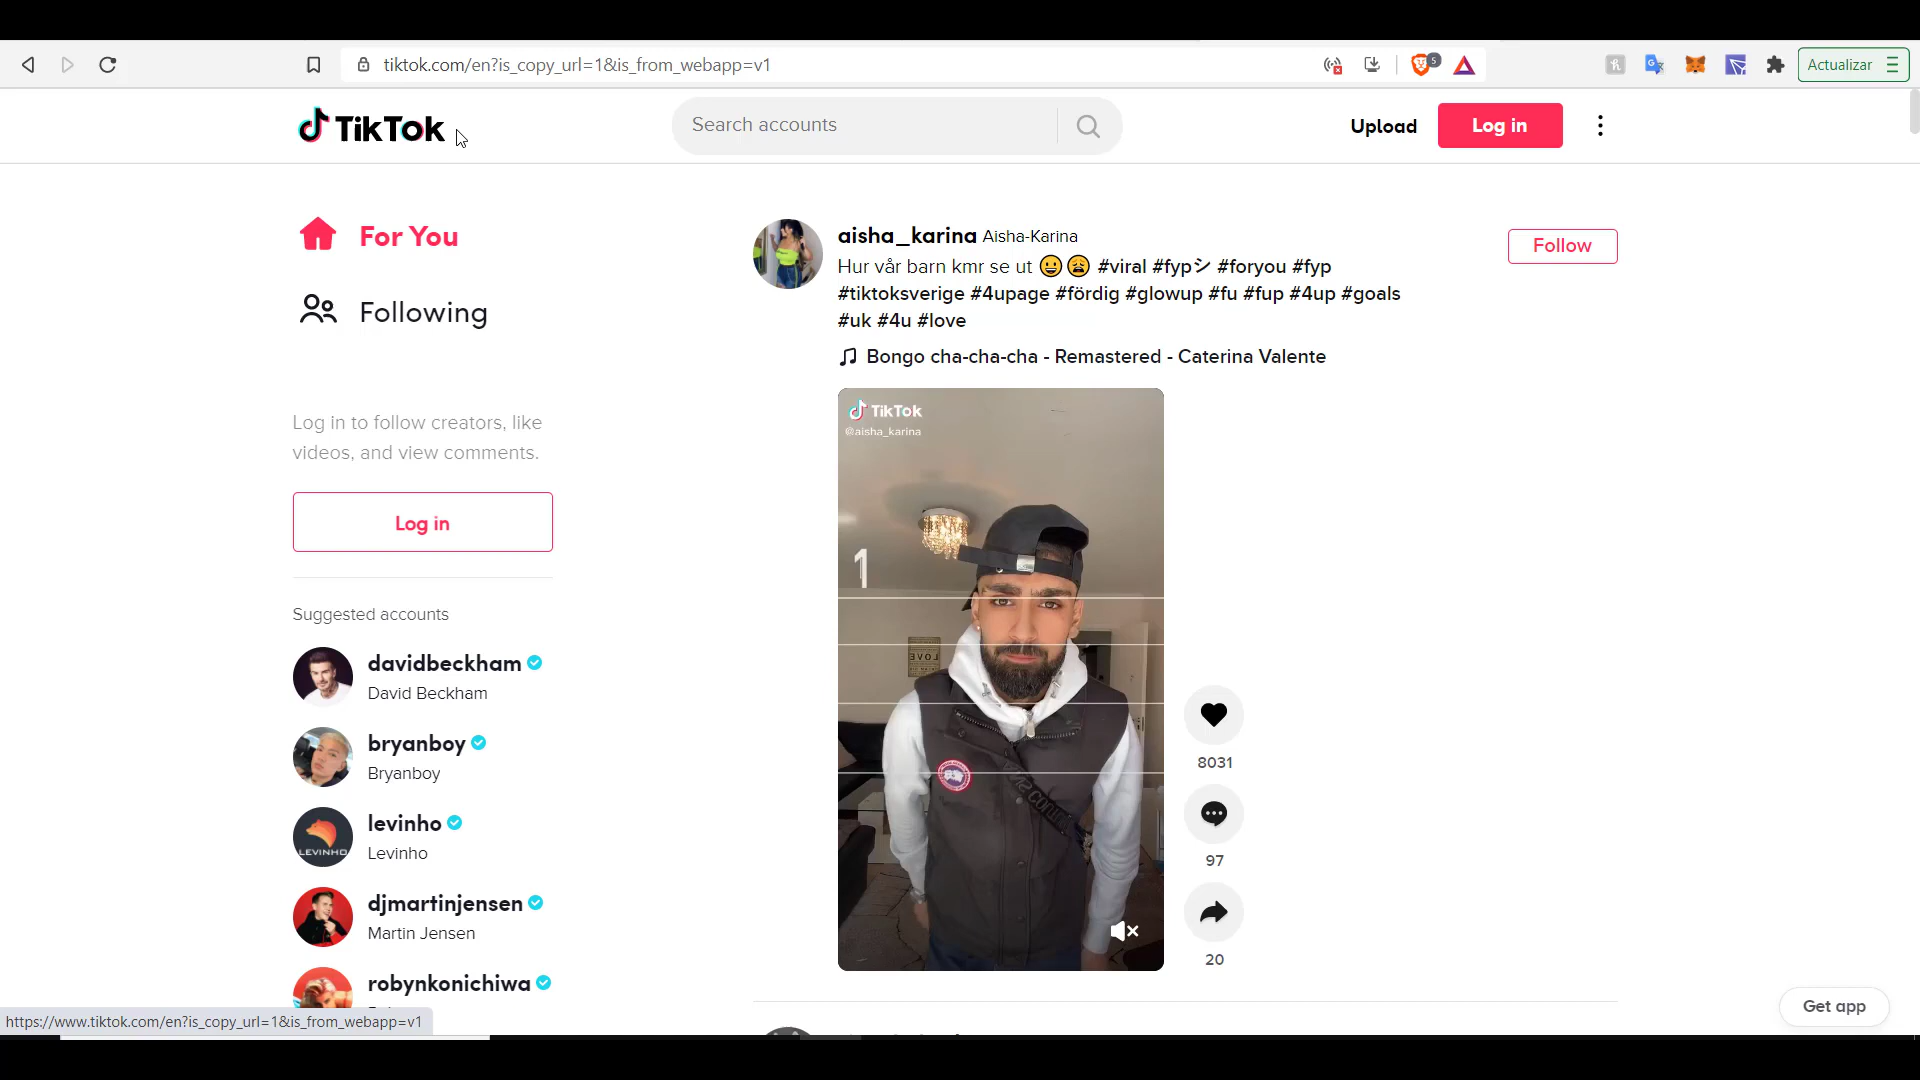 tiktok.com/en?is_copy_url=1&is_from_webapp=v1
5
Actualizar
TikTok
Search accounts
Upload
Log in
For You
Following
Log in to follow creators, like
videos, and view comments.
Log in
Suggested accounts
davidbeckham
David Beckham
bryanboy
Bryanboy
LEVINHO
levinho
Levinho
djmartinjensen
Martin Jensen
robynkonichiwa
https://www.tiktok.com/en?is_copy_url=1&is_from_webapp=v1
aisha_karina Aisha-Karina
Follow
Hur vår barn kmr se ut 😀😩 #viral #fypシ #foryou #fyp
#tiktoksverige #4upage #fördig #glowup #fu #fup #4up #goals
#uk #4u #love
Bongo cha-cha-cha - Remastered - Caterina Valente
TikTok
@aisha_karina
1
LOVE
8031
97
20
Get app